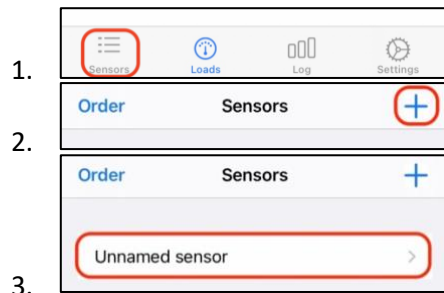 1.
Sensors Loads Log Settings
Order Sensors +
2.
Order Sensors +
Unnamed sensor >
3.